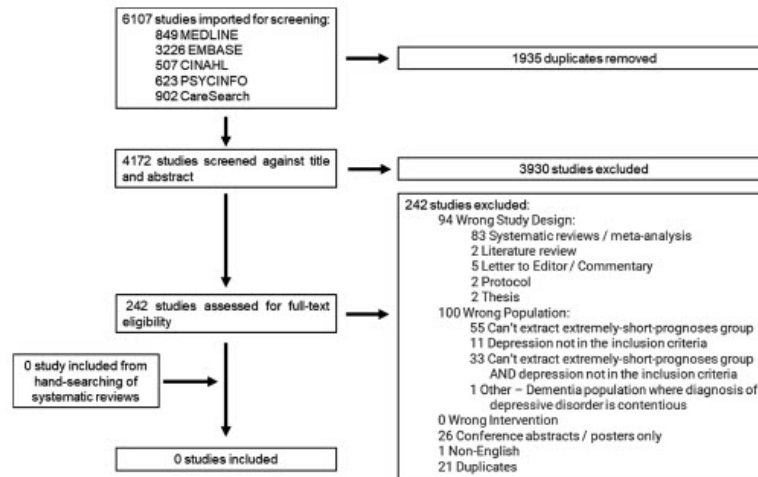 6107 studies imported for screening:
849 MEDLINE
3226 EMBASE
507 CINAHL
623 PSYCINFO
902 CareSearch
1935 duplicates removed
4172 studies screened against title
and abstract
3930 studies excluded
242 studies assessed for full-text
eligibility
242 studies excluded:
94 Wrong Study Design:
83 Systematic reviews / meta-analysis
2 Literature review
5 Letter to Editor / Commentary
2 Protocol
2 Thesis
100 Wrong Population:
55 Can't extract extremely-short-prognoses group
11 Depression not in the inclusion criteria
33 Can't extract extremely-short-prognoses group
AND depression not in the inclusion criteria
1 Other – Dementia population where diagnosis of
depressive disorder is contentious
0 Wrong Intervention
26 Conference abstracts / posters only
1 Non-English
21 Duplicates
0 study included from
hand-searching of
systematic reviews
0 studies included